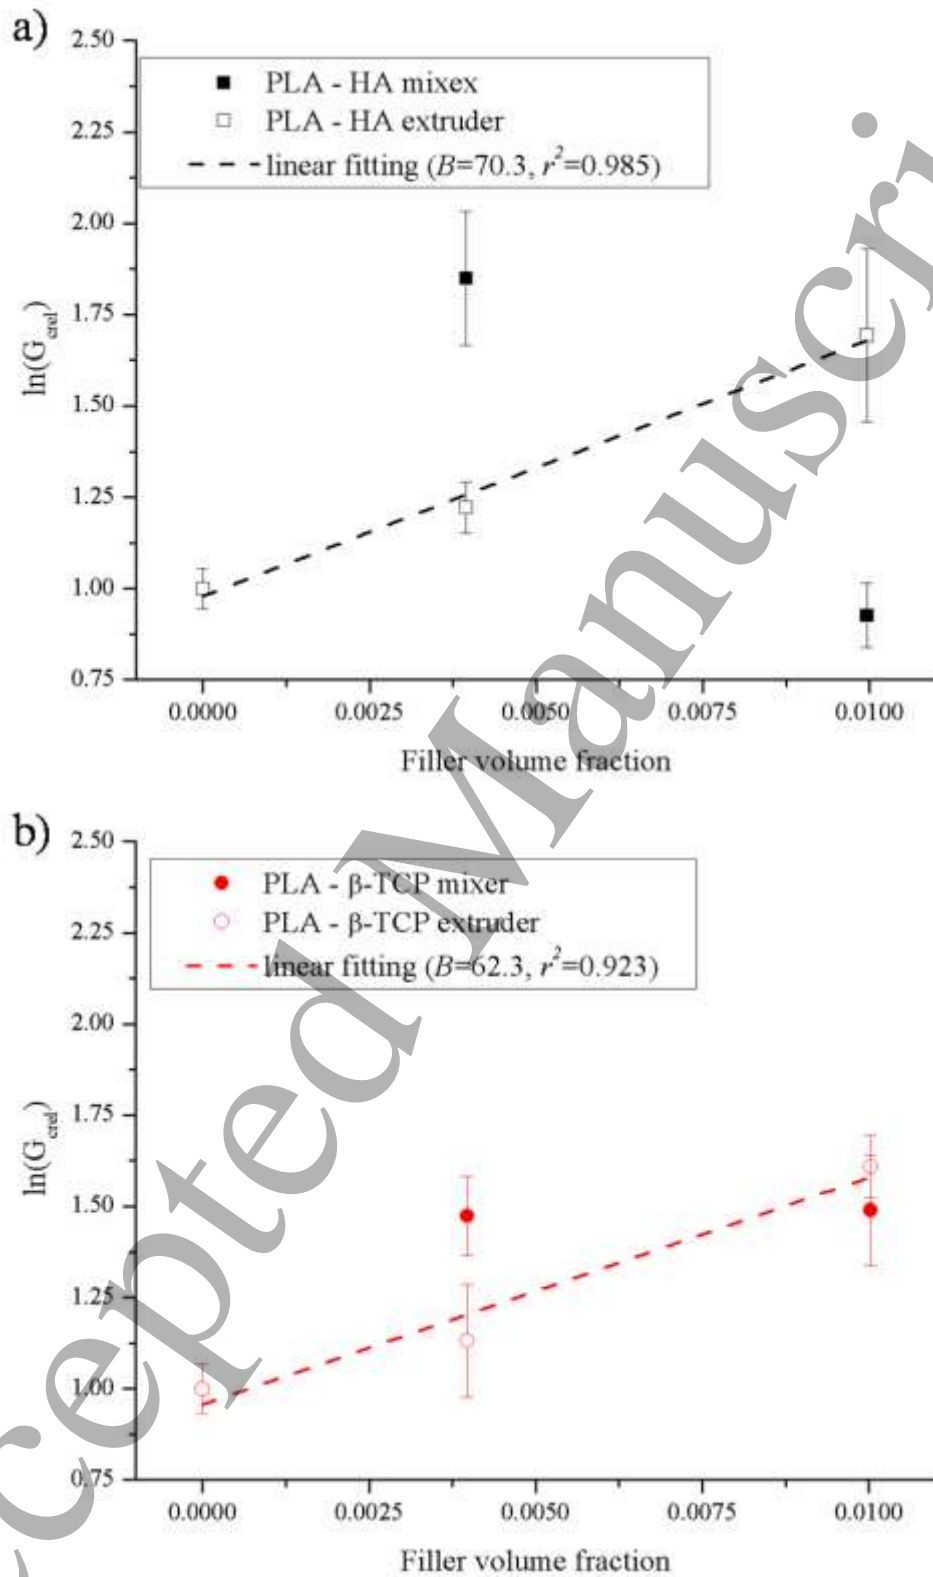 a)
2.50
PLA - HA mixex
PLA - HA extruder
linear fitting (B=70.3, r²=0.985)
2.25
2.00
1.75
1.50
1.25
1.00
0.75
ln(G_crel)
0.0000 0.0025 0.0050 0.0075 0.0100
Filler volume fraction
b)
2.50
PLA - β-TCP mixer
PLA - β-TCP extruder
linear fitting (B=62.3, r²=0.923)
2.25
2.00
1.75
1.50
1.25
1.00
0.75
ln(G_crel)
0.0000 0.0025 0.0050 0.0075 0.0100
Filler volume fraction
cepted Manuscri